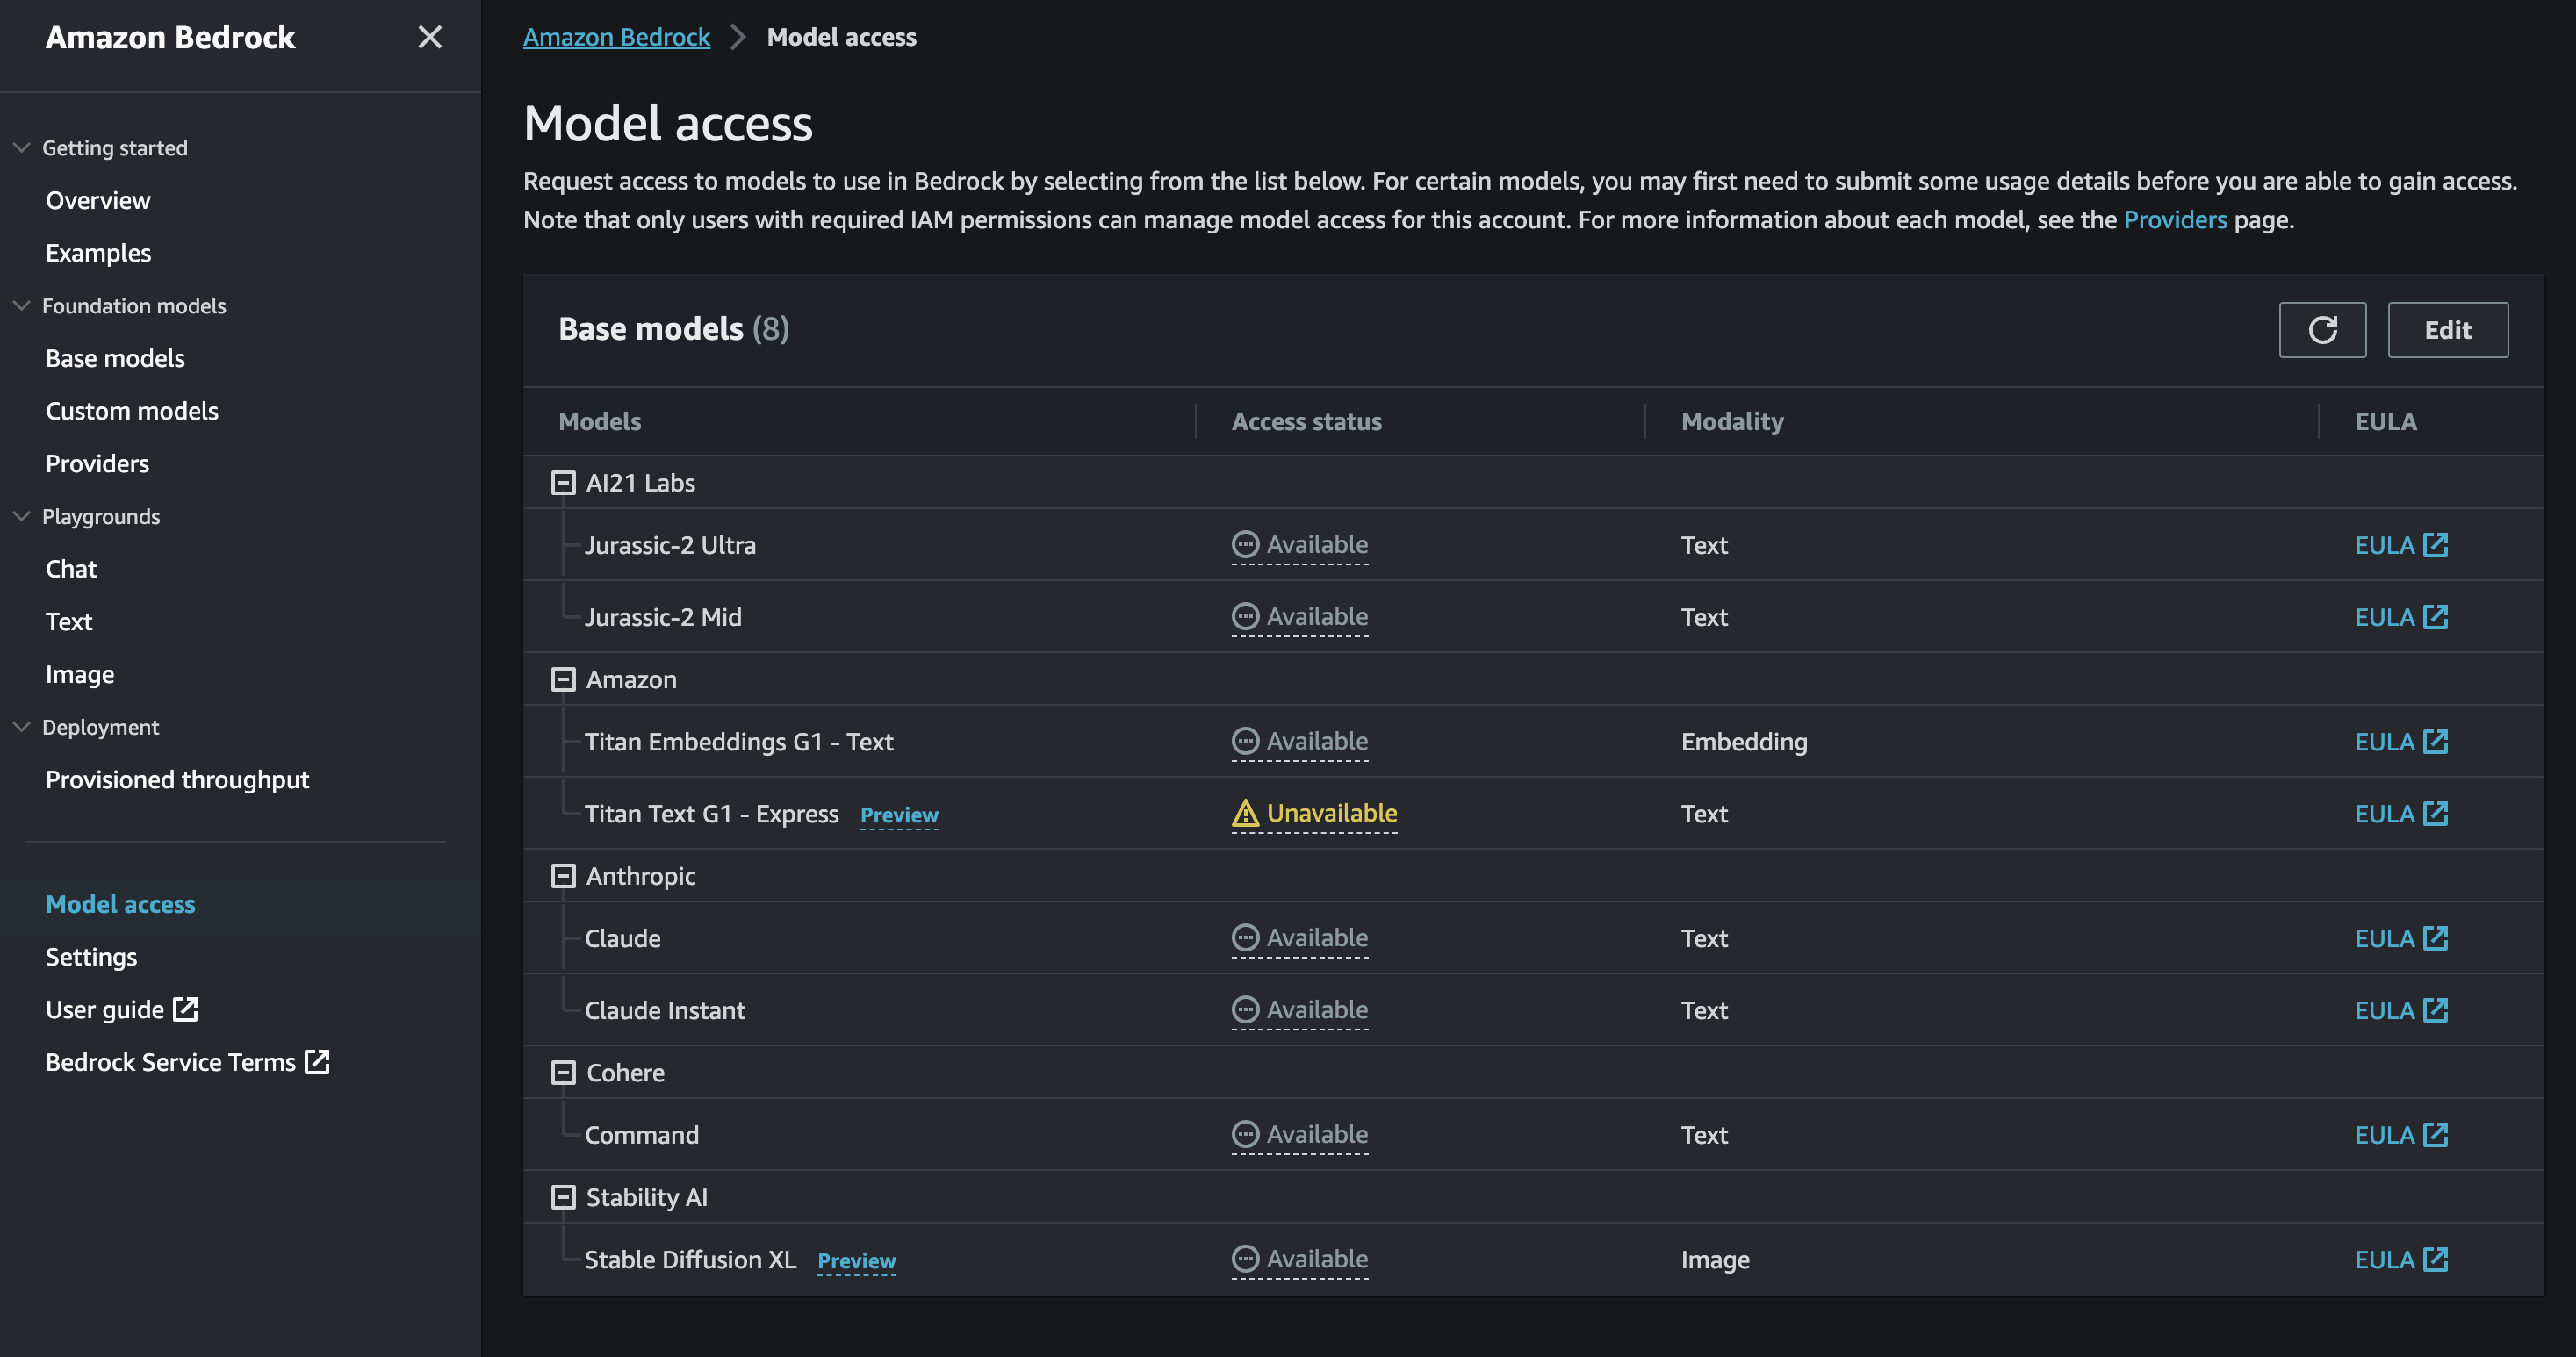 Amazon Bedrock
Getting started
Overview
Examples
Foundation models
Base models
Custom models
Providers
Playgrounds
Chat
Text
Image
Deployment
Provisioned throughput
Model access
Settings
User guide
Bedrock Service Terms
Amazon Bedrock > Model access
Model access
Request access to models to use in Bedrock by selecting from the list below. For certain models, you may first need to submit some usage details before you are able to gain access.
Note that only users with required IAM permissions can manage model access for this account. For more information about each model, see the Providers page.
Base models (8) Edit
Models Access status Modality EULA
AI21 Labs
Jurassic-2 Ultra Available Text EULA
Jurassic-2 Mid Available Text EULA
Amazon
Titan Embeddings G1 - Text Available Embedding EULA
Titan Text G1 - Express Preview Unavailable Text EULA
Anthropic
Claude Available Text EULA
Claude Instant Available Text EULA
Cohere
Command Available Text EULA
Stability AI
Stable Diffusion XL Preview Available Image EULA